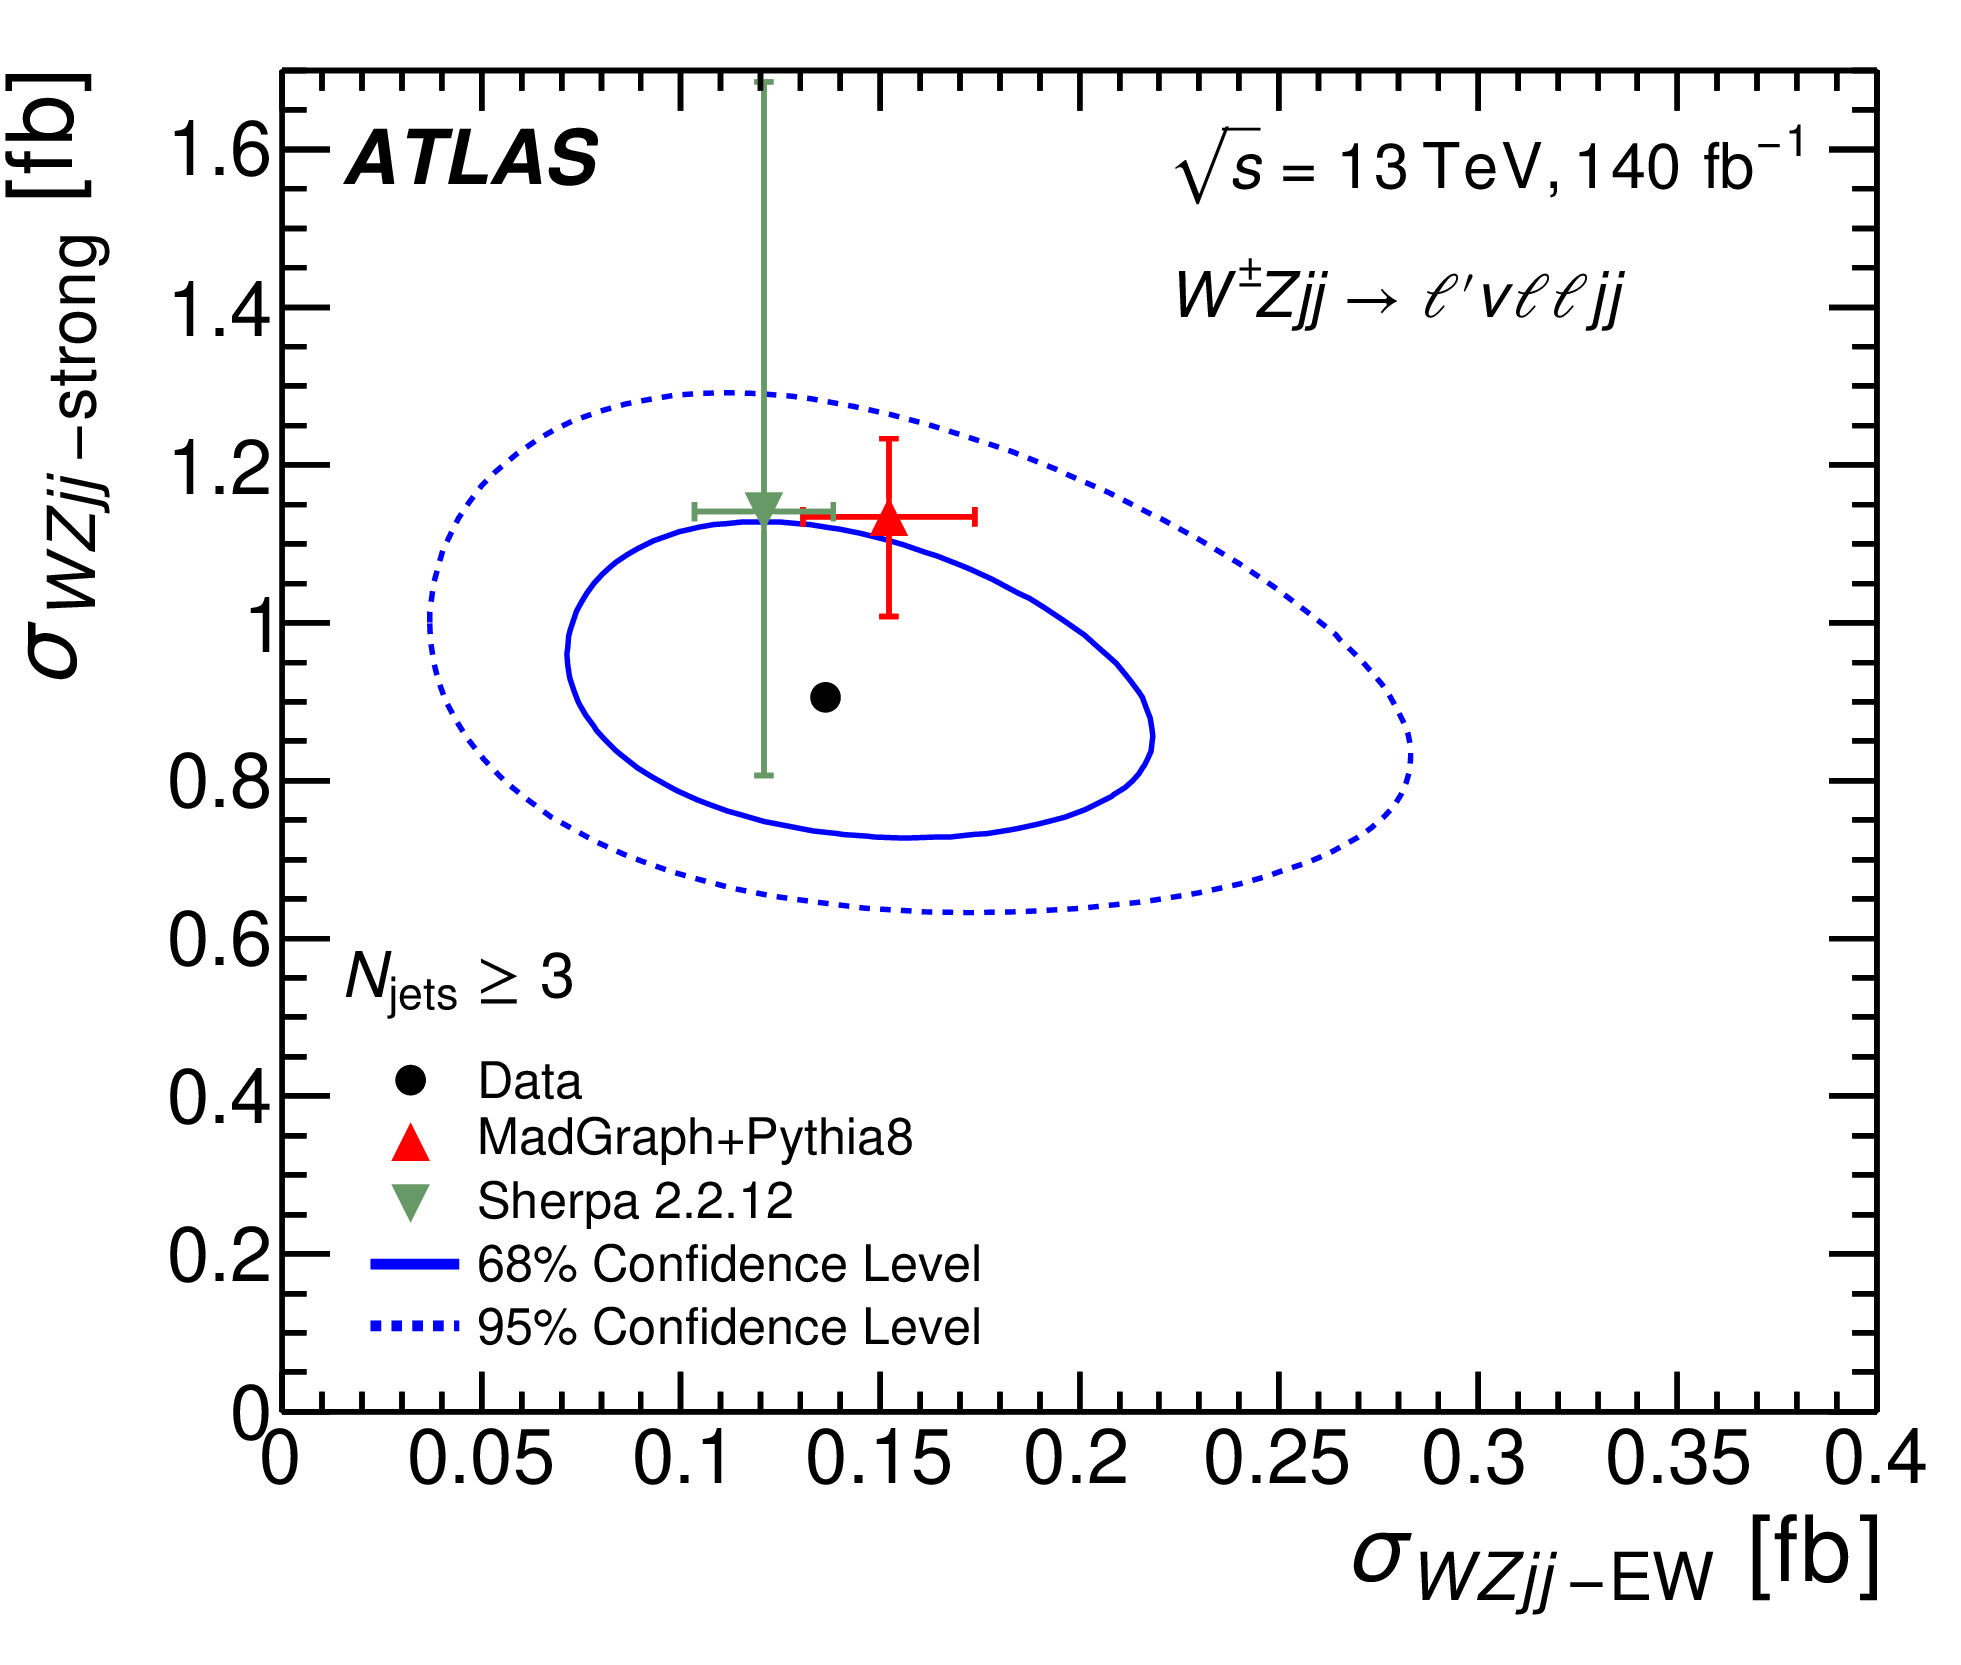 σ WZjj−strong [fb]
1.6
1.4
1.2
1
0.8
0.6
0.4
0.2
0
ATLAS
√s = 13 TeV, 140 fb⁻¹
W±Zjj → ℓ′νℓℓjj
N_jets ≥ 3
Data
MadGraph+Pythia8
Sherpa 2.2.12
68% Confidence Level
95% Confidence Level
0 0.05 0.1 0.15 0.2 0.25 0.3 0.35 0.4
σ WZjj−EW [fb]